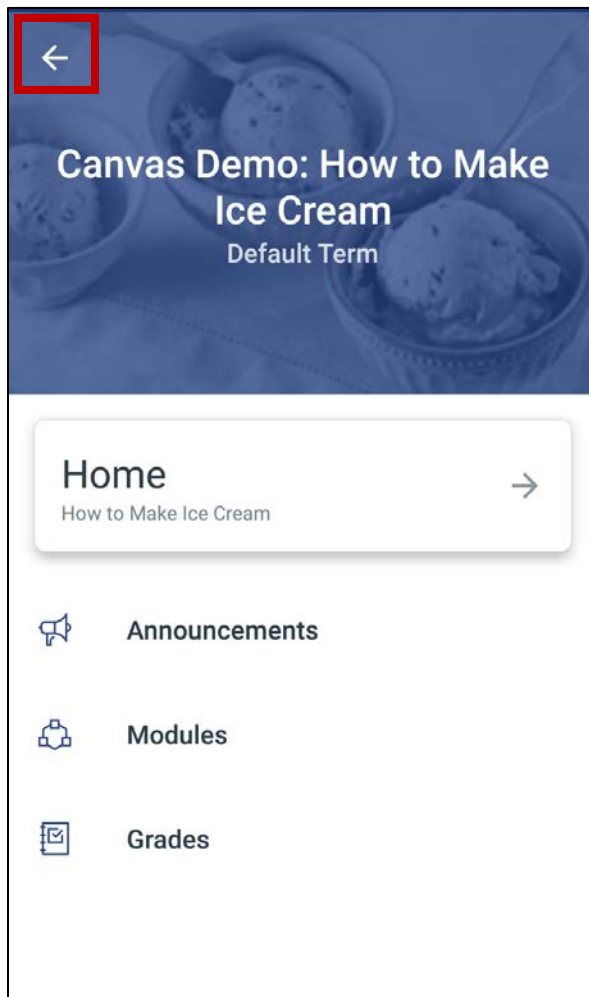 Canvas Demo: How to Make
Ice Cream
Default Term
Home
How to Make Ice Cream
Announcements
Modules
Grades